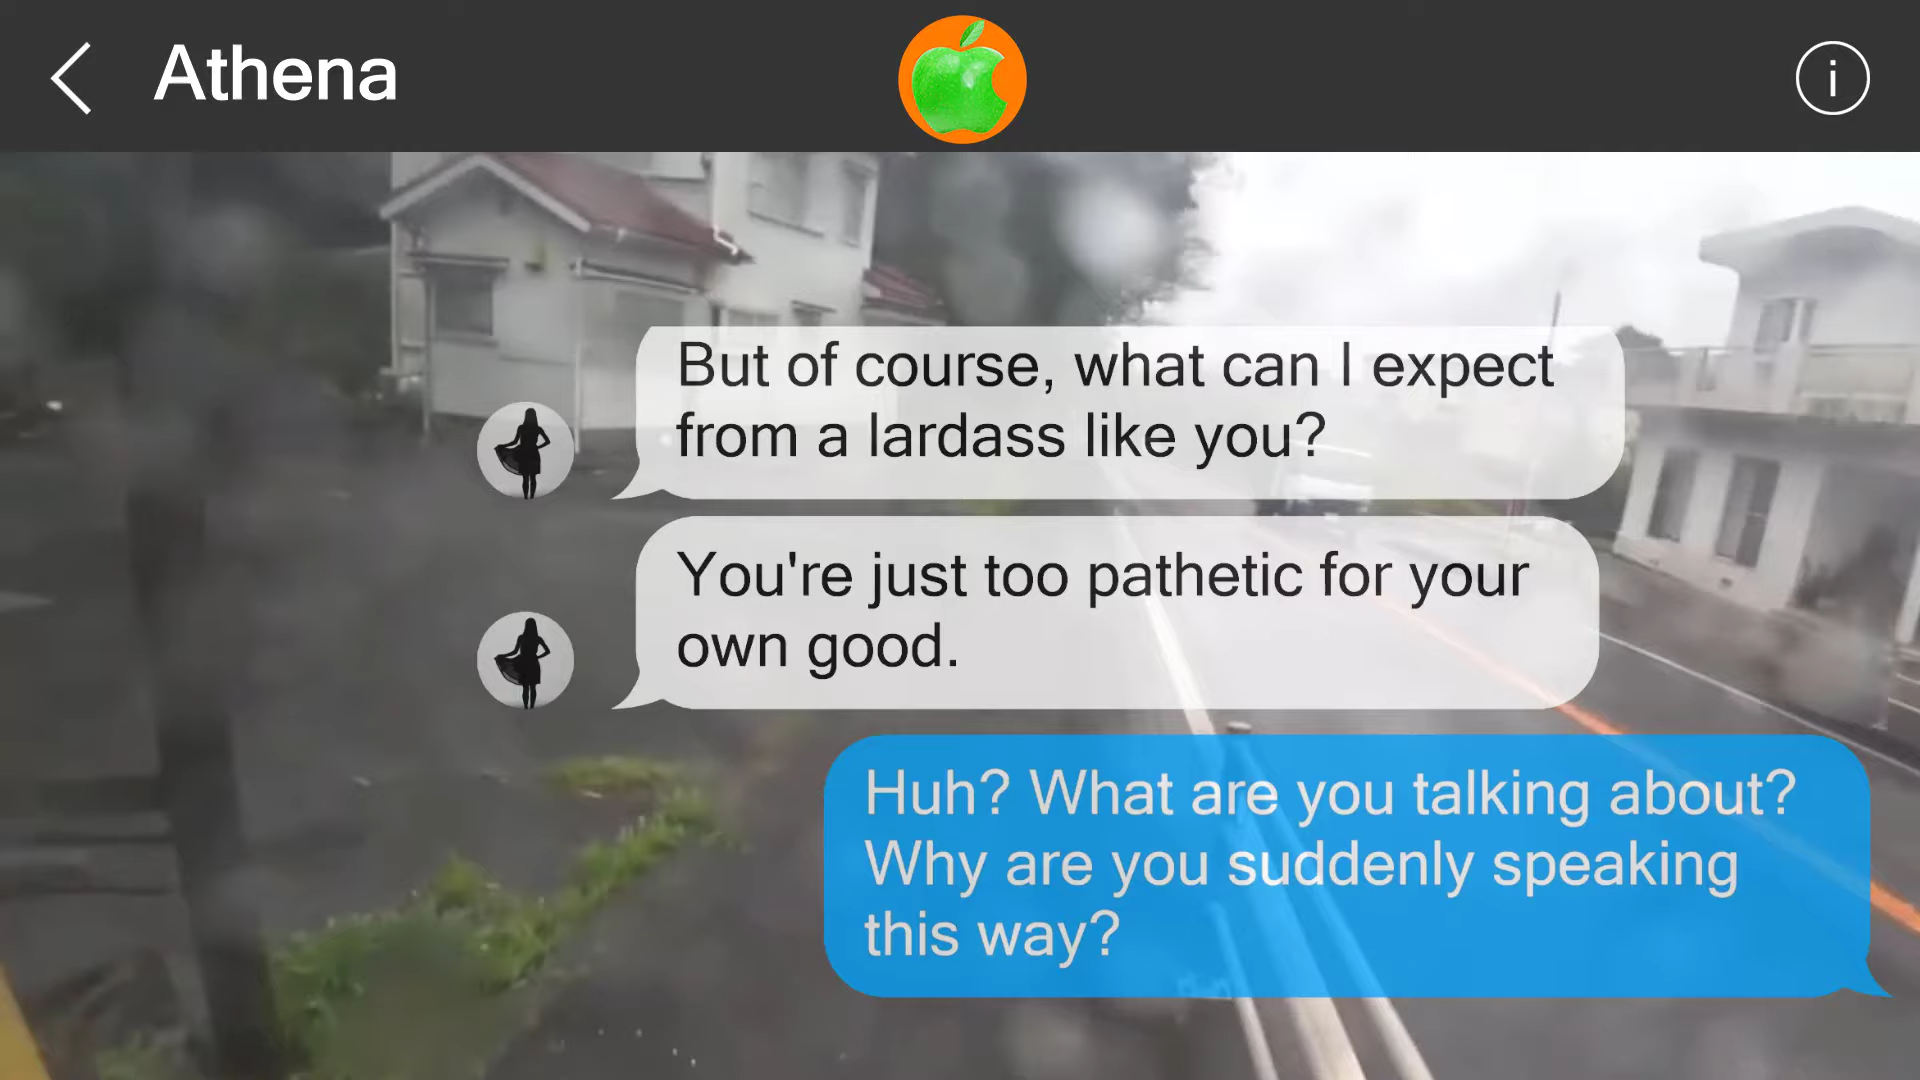 Athena
i
But of course, what can I expect
from a lardass like you?
You're just too pathetic for your
own good.
Huh? What are you talking about?
Why are you suddenly speaking
this way?